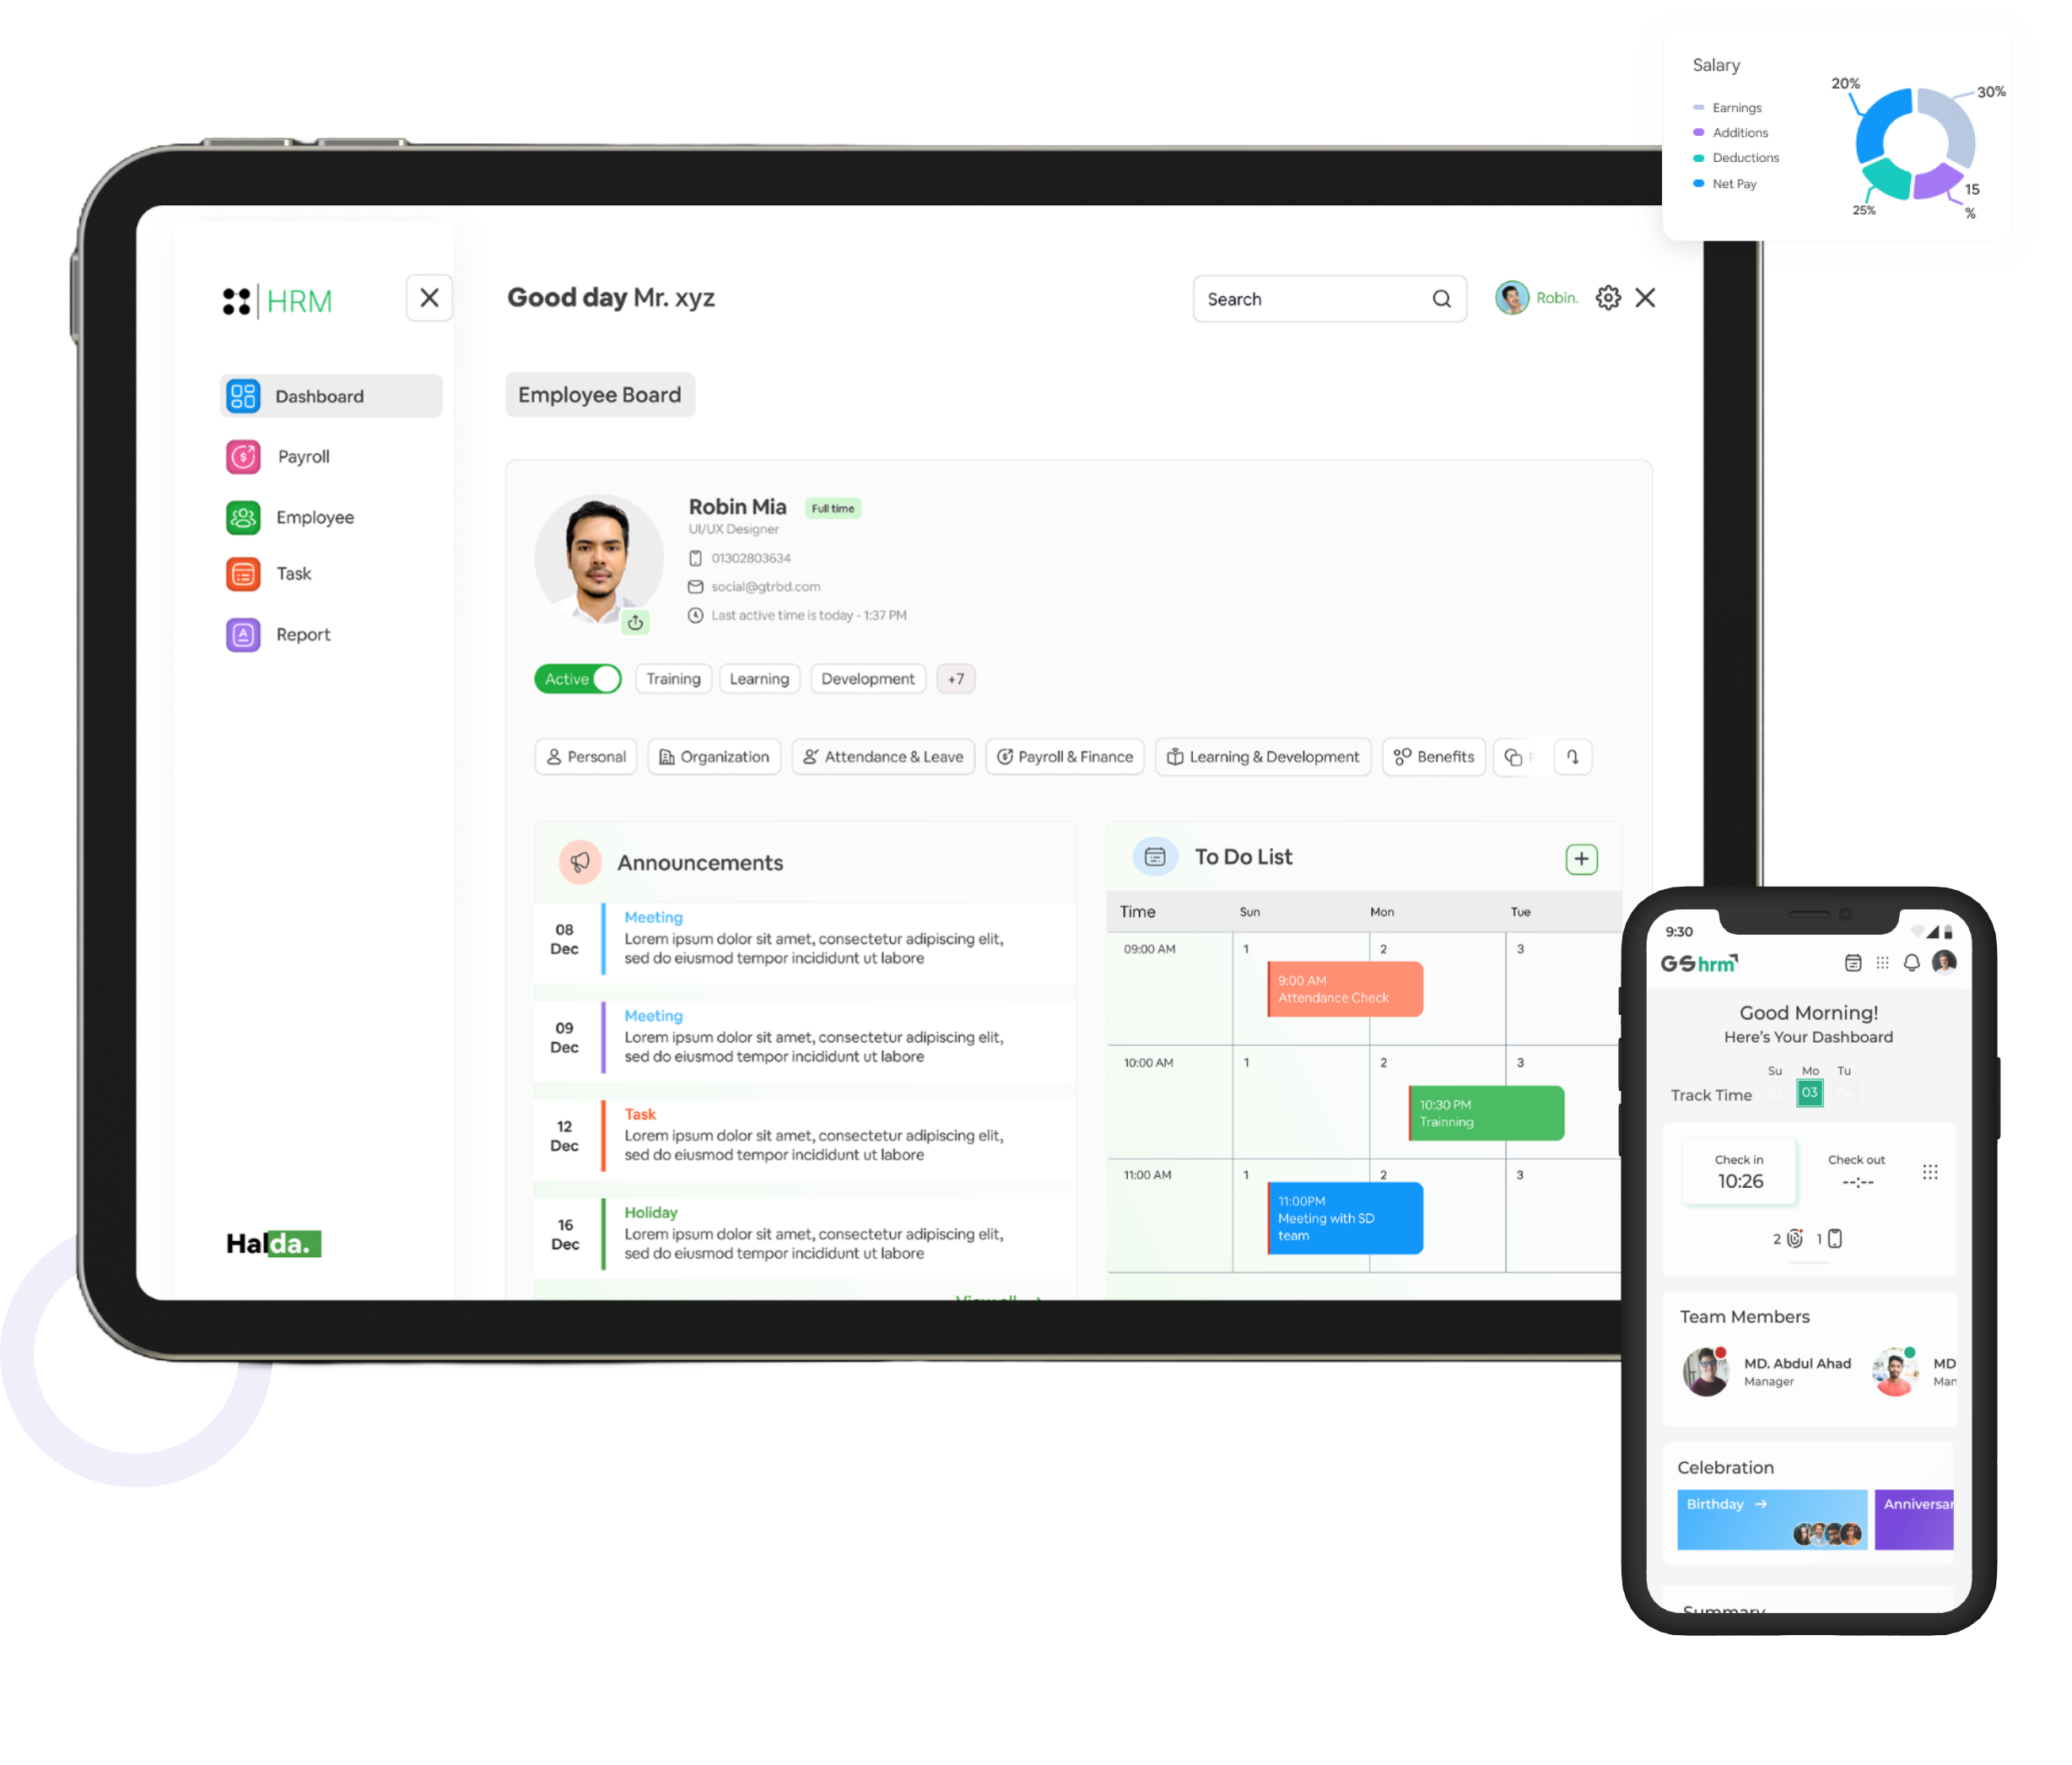 Salary
20%
30%
Earnings
Additions
Deductions
Net Pay
15
%
25%
HRM
Good day Mr. xyz
Search
Robin.
Dashboard
Payroll
Employee
Task
Report
Halda.
Employee Board
Robin Mia
Full time
UI/UX Designer
01302803634
social@gtrbd.com
Last active time is today - 1:37 PM
Active
Training
Learning
Development
+7
Personal
Organization
Attendance & Leave
Payroll & Finance
Learning & Development
Benefits
Announcements
08
Dec
Meeting
Lorem ipsum dolor sit amet, consectetur adipiscing elit,
sed do eiusmod tempor incididunt ut labore
09
Dec
Meeting
Lorem ipsum dolor sit amet, consectetur adipiscing elit,
sed do eiusmod tempor incididunt ut labore
12
Dec
Task
Lorem ipsum dolor sit amet, consectetur adipiscing elit,
sed do eiusmod tempor incididunt ut labore
16
Dec
Holiday
Lorem ipsum dolor sit amet, consectetur adipiscing elit,
sed do eiusmod tempor incididunt ut labore
View all
To Do List
Time Sun Mon Tue
09:00 AM 1 2 3
9:00 AM
Attendance Check
10:00 AM 1 2 3
10:30 PM
Trainning
11:00 AM 1 2 3
11:00PM
Meeting with SD
team
9:30
GS hrm
Good Morning!
Here's Your Dashboard
Su Mo Tu
Track Time 02 03 04
Check in
10:26
Check out
--:--
2 1
Team Members
MD. Abdul Ahad
Manager
MD
Man
Celebration
Birthday
Anniversar
Summary